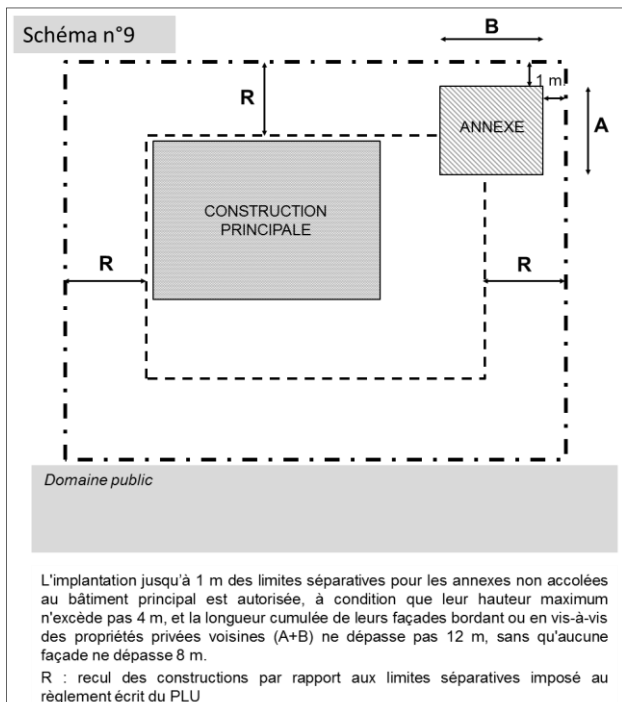 Schéma n°9
B
R
1 m
ANNEXE
A
CONSTRUCTION
PRINCIPALE
R
R
Domaine public
L'implantation jusqu'à 1 m des limites séparatives pour les annexes non accolées
au bâtiment principal est autorisée, à condition que leur hauteur maximum
n'excède pas 4 m, et la longueur cumulée de leurs façades bordant ou en vis-à-vis
des propriétés privées voisines (A+B) ne dépasse pas 12 m, sans qu'aucune
façade ne dépasse 8 m.
R : recul des constructions par rapport aux limites séparatives imposé au
règlement écrit du PLU